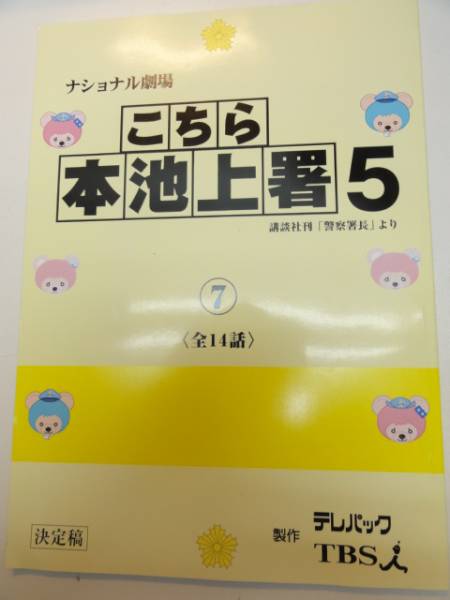 ナショナル劇場
こちら
本池上署5
講談社刊「警察署長」より
⑦
〈全14話〉
決定稿
製作 テレパック
TBS